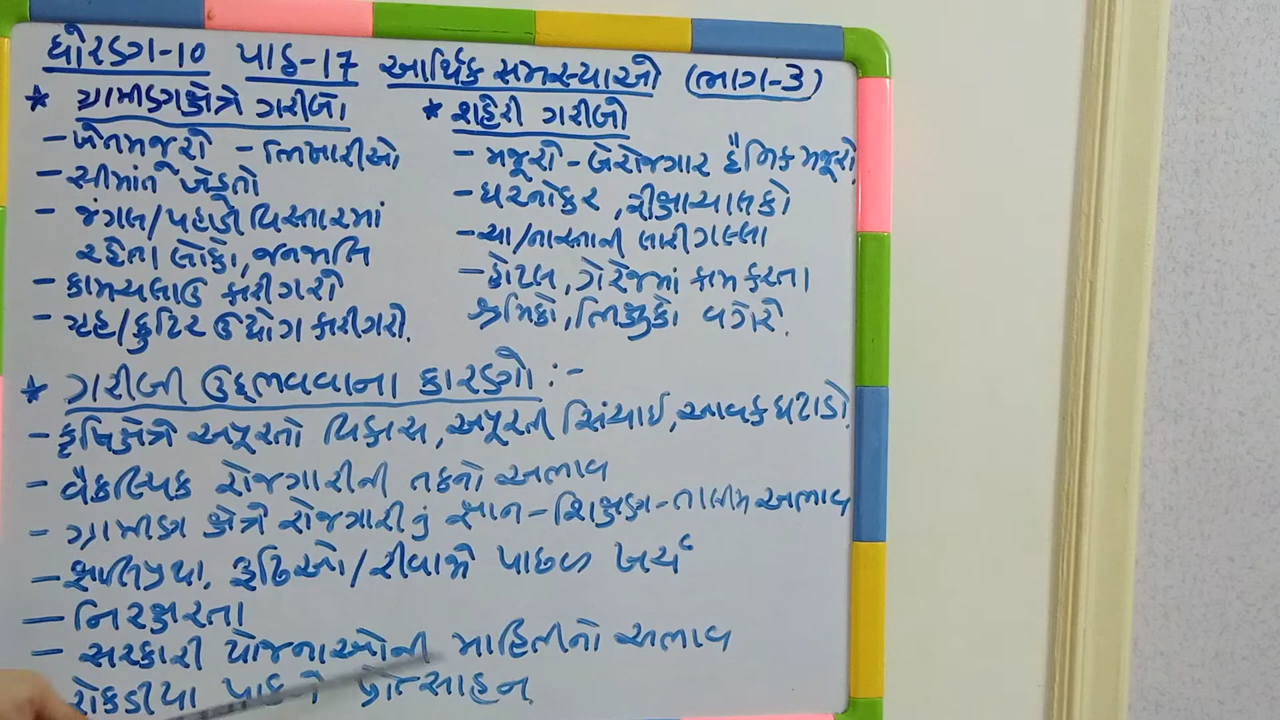 ધોરણ-10 પાઠ-17 આર્થિક સમસ્યાઓ (ભાગ-3)
* ગ્રામીણક્ષેત્રે ગરીબો
- ખેતમજૂરો - ભિખારીઓ
- સીમાંત ખેડૂતો
- જંગલ/પહાડી વિસ્તારમાં
રહેતા લોકો, જનજાતિ
- કામચલાઉ કારીગરો
- ગૃહ/કુટિર ઉદ્યોગ કારીગરો.
* શહેરી ગરીબો
- મજૂરો - બેરોજગાર દૈનિક મજૂરો
- ઘરનોકર, રીક્ષાચાલકો
- ચા/નાસ્તાની લારી ગલ્લા
- હોટલ, ગેરેજમાં કામ કરતા
શ્રમિકો, ભિક્ષુકો વગેરે.
* ગરીબી ઉદ્ભવવાના કારણો :-
- કૃષિક્ષેત્રે અપૂરતો વિકાસ, અપૂરતી સિંચાઈ, આવક ઘટાડો.
- વૈકલ્પિક રોજગારીની તકનો અભાવ
- ગ્રામીણ ક્ષેત્રે રોજગારીનું જ્ઞાન - શિક્ષણ - તાલીમ અભાવ
- જ્ઞાતિપ્રથા, રૂઢિઓ/રીવાજો પાછળ ખર્ચ
- નિરક્ષરતા
- સરકારી યોજનાઓની માહિતીનો અભાવ
રોકડીયા પાકને પ્રોત્સાહન.